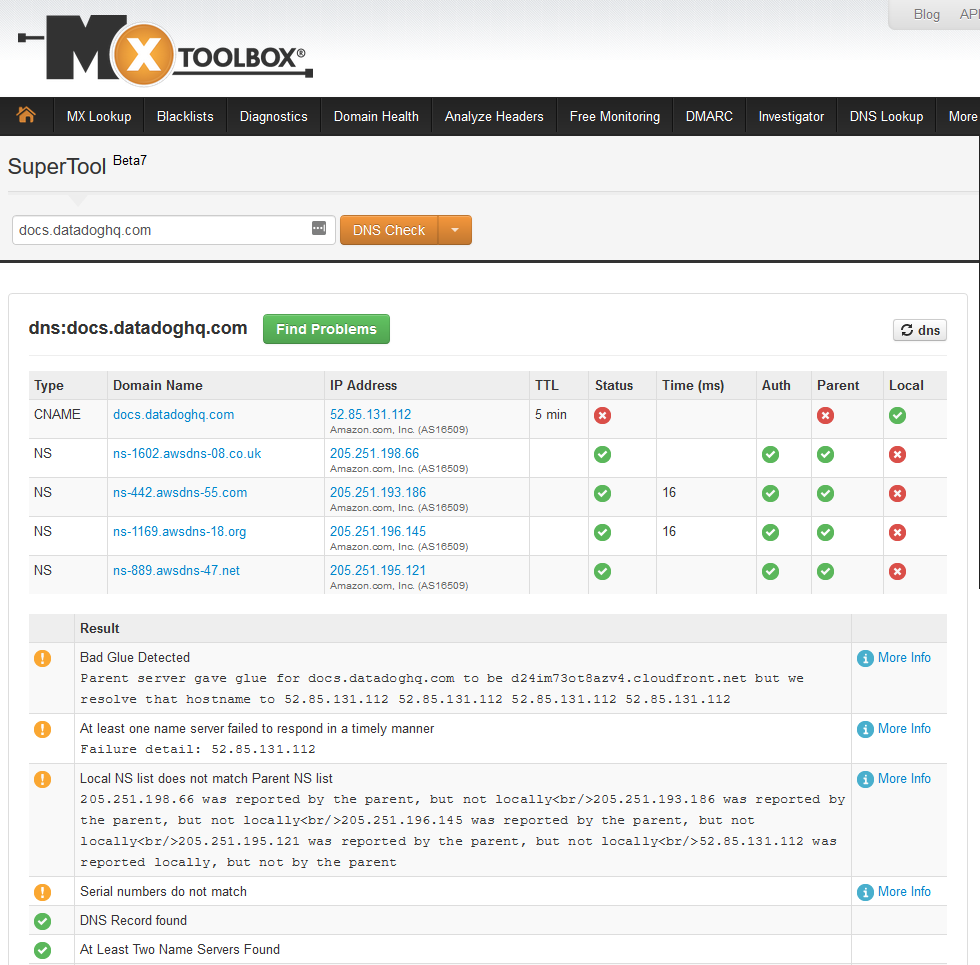 Blog API
MX TOOLBOX®
MX Lookup Blacklists Diagnostics Domain Health Analyze Headers Free Monitoring DMARC Investigator DNS Lookup More
SuperTool Beta7
docs.datadoghq.com DNS Check
dns:docs.datadoghq.com Find Problems dns
Type Domain Name IP Address TTL Status Time (ms) Auth Parent Local
CNAME docs.datadoghq.com 52.85.131.112 5 min
Amazon.com, Inc. (AS16509)
NS ns-1602.awsdns-08.co.uk 205.251.198.66
Amazon.com, Inc. (AS16509)
NS ns-442.awsdns-55.com 205.251.193.186 16
Amazon.com, Inc. (AS16509)
NS ns-1169.awsdns-18.org 205.251.196.145 16
Amazon.com, Inc. (AS16509)
NS ns-889.awsdns-47.net 205.251.195.121
Amazon.com, Inc. (AS16509)
Result
Bad Glue Detected More Info
Parent server gave glue for docs.datadoghq.com to be d24im73ot8azv4.cloudfront.net but we
resolve that hostname to 52.85.131.112 52.85.131.112 52.85.131.112 52.85.131.112
At least one name server failed to respond in a timely manner More Info
Failure detail: 52.85.131.112
Local NS list does not match Parent NS list More Info
205.251.198.66 was reported by the parent, but not locally<br/>205.251.193.186 was reported by
the parent, but not locally<br/>205.251.196.145 was reported by the parent, but not
locally<br/>205.251.195.121 was reported by the parent, but not locally<br/>52.85.131.112 was
reported locally, but not by the parent
Serial numbers do not match More Info
DNS Record found
At Least Two Name Servers Found